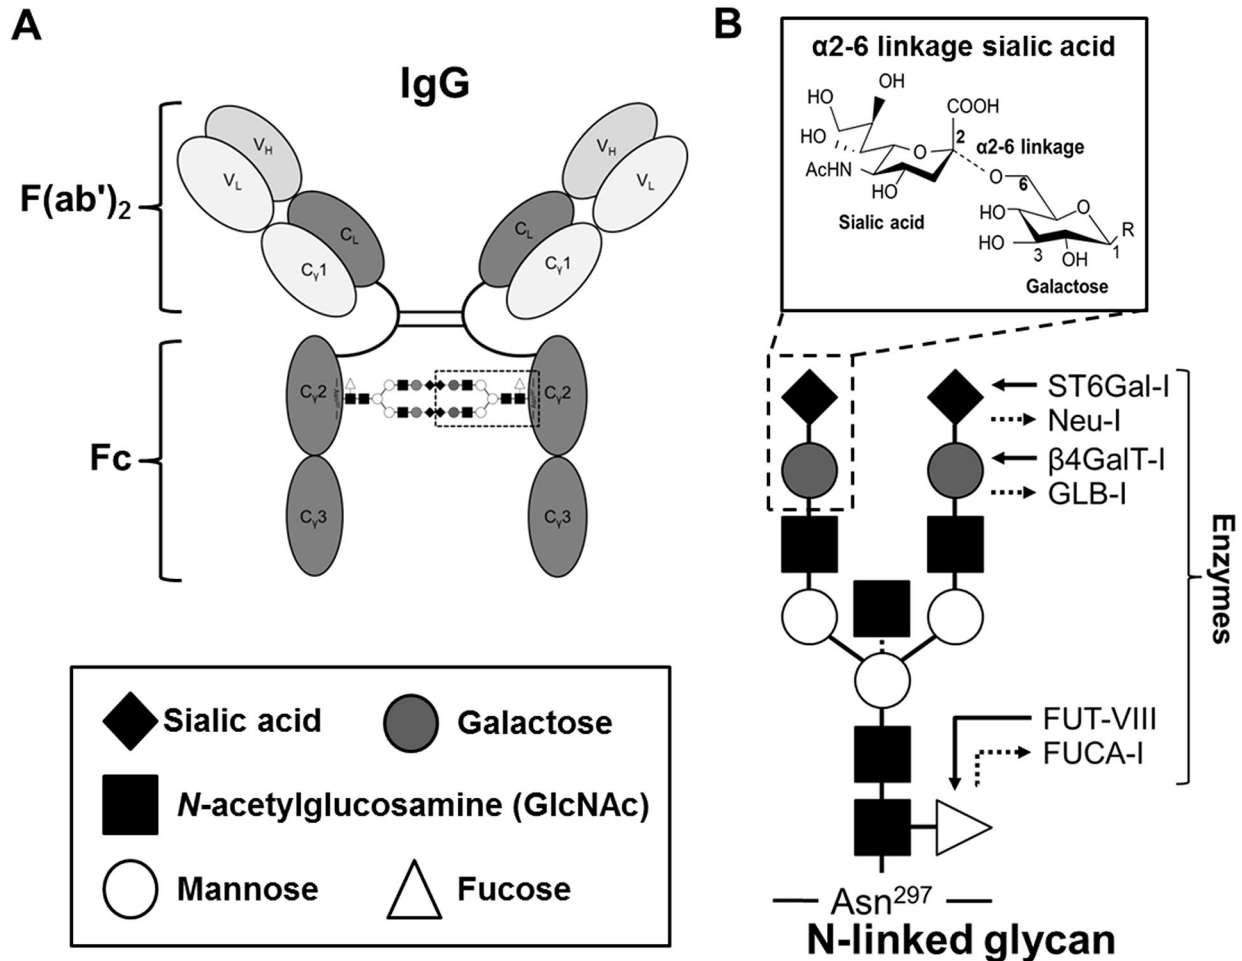 A
IgG
F(ab')2
VH
VL
CL
Cγ1
VH
VL
CL
Cγ1
Fc
Cγ2
Cγ2
Cγ3
Cγ3
Sialic acid
Galactose
N-acetylglucosamine (GlcNAc)
Mannose
Fucose
B
α2-6 linkage sialic acid
OH
HO
COOH
HO
O
2
α2-6 linkage
AcHN
HO
O
6
Sialic acid
HO
O
R
HO
3
OH
1
Galactose
ST6Gal-I
Neu-I
β4GalT-I
GLB-I
Enzymes
FUT-VIII
FUCA-I
Asn297
N-linked glycan